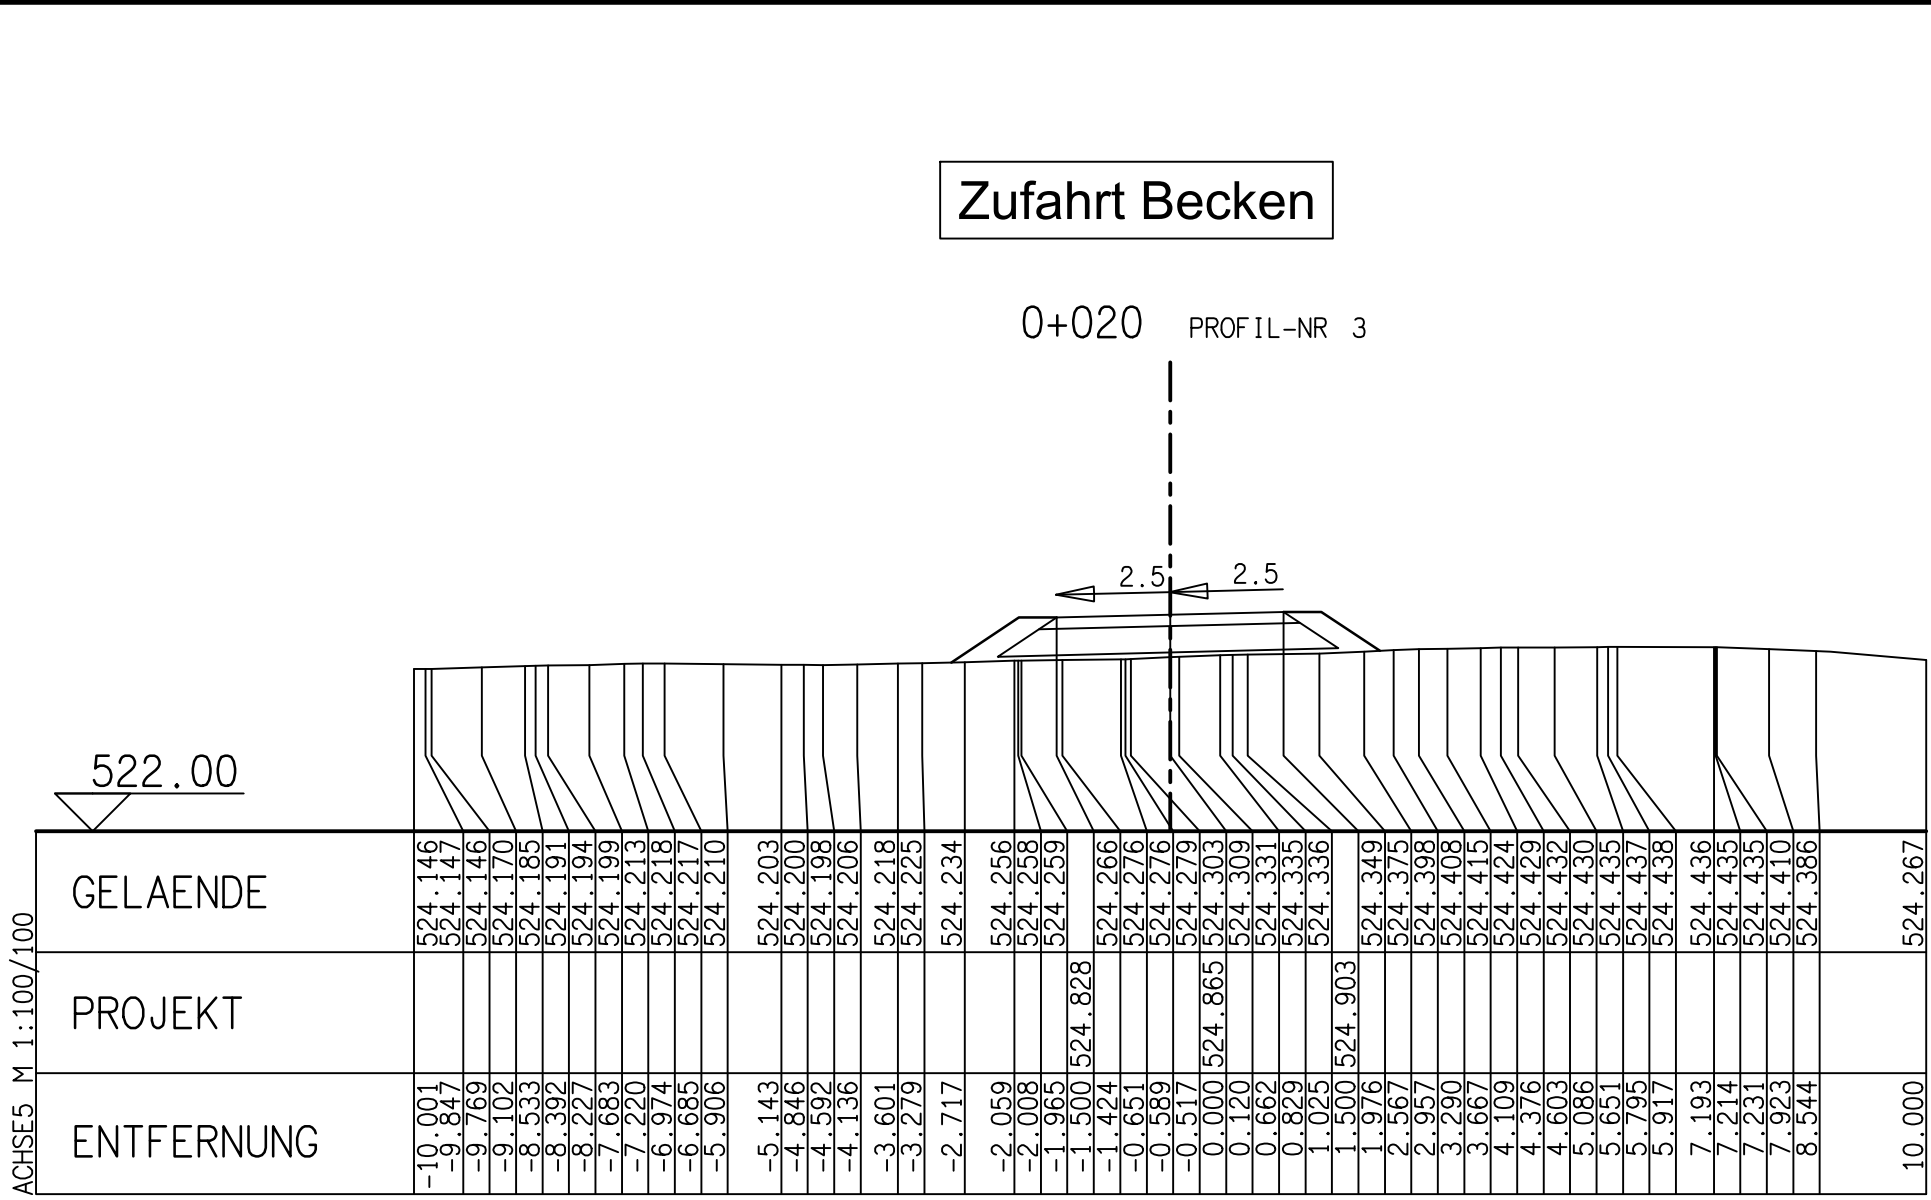 Zufahrt Becken
0+020 PROFIL-NR 3
2.5 2.5
522.00
ACHSE5 M 1:100/100
GELAENDE 524.146 524.147 524.146 524.170 524.185 524.191 524.194 524.199 524.213 524.218 524.217 524.210 524.203 524.200 524.198 524.206 524.218 524.225 524.234 524.256 524.258 524.259 524.266 524.276 524.276 524.279 524.303 524.309 524.331 524.335 524.336 524.349 524.375 524.398 524.408 524.415 524.424 524.429 524.432 524.430 524.435 524.437 524.438 524.436 524.435 524.435 524.410 524.386 524.267
PROJEKT 524.828 524.865 524.903
ENTFERNUNG -10.001 -9.847 -9.769 -9.102 -8.533 -8.392 -8.227 -7.683 -7.220 -6.974 -6.685 -5.906 -5.143 -4.846 -4.592 -4.136 -3.601 -3.279 -2.717 -2.059 -2.008 -1.965 -1.500 -1.424 -0.651 -0.589 -0.517 0.000 0.120 0.662 0.829 1.025 1.500 1.976 2.567 2.957 3.290 3.667 4.109 4.376 4.603 5.086 5.651 5.795 5.917 7.193 7.214 7.231 7.923 8.544 10.000